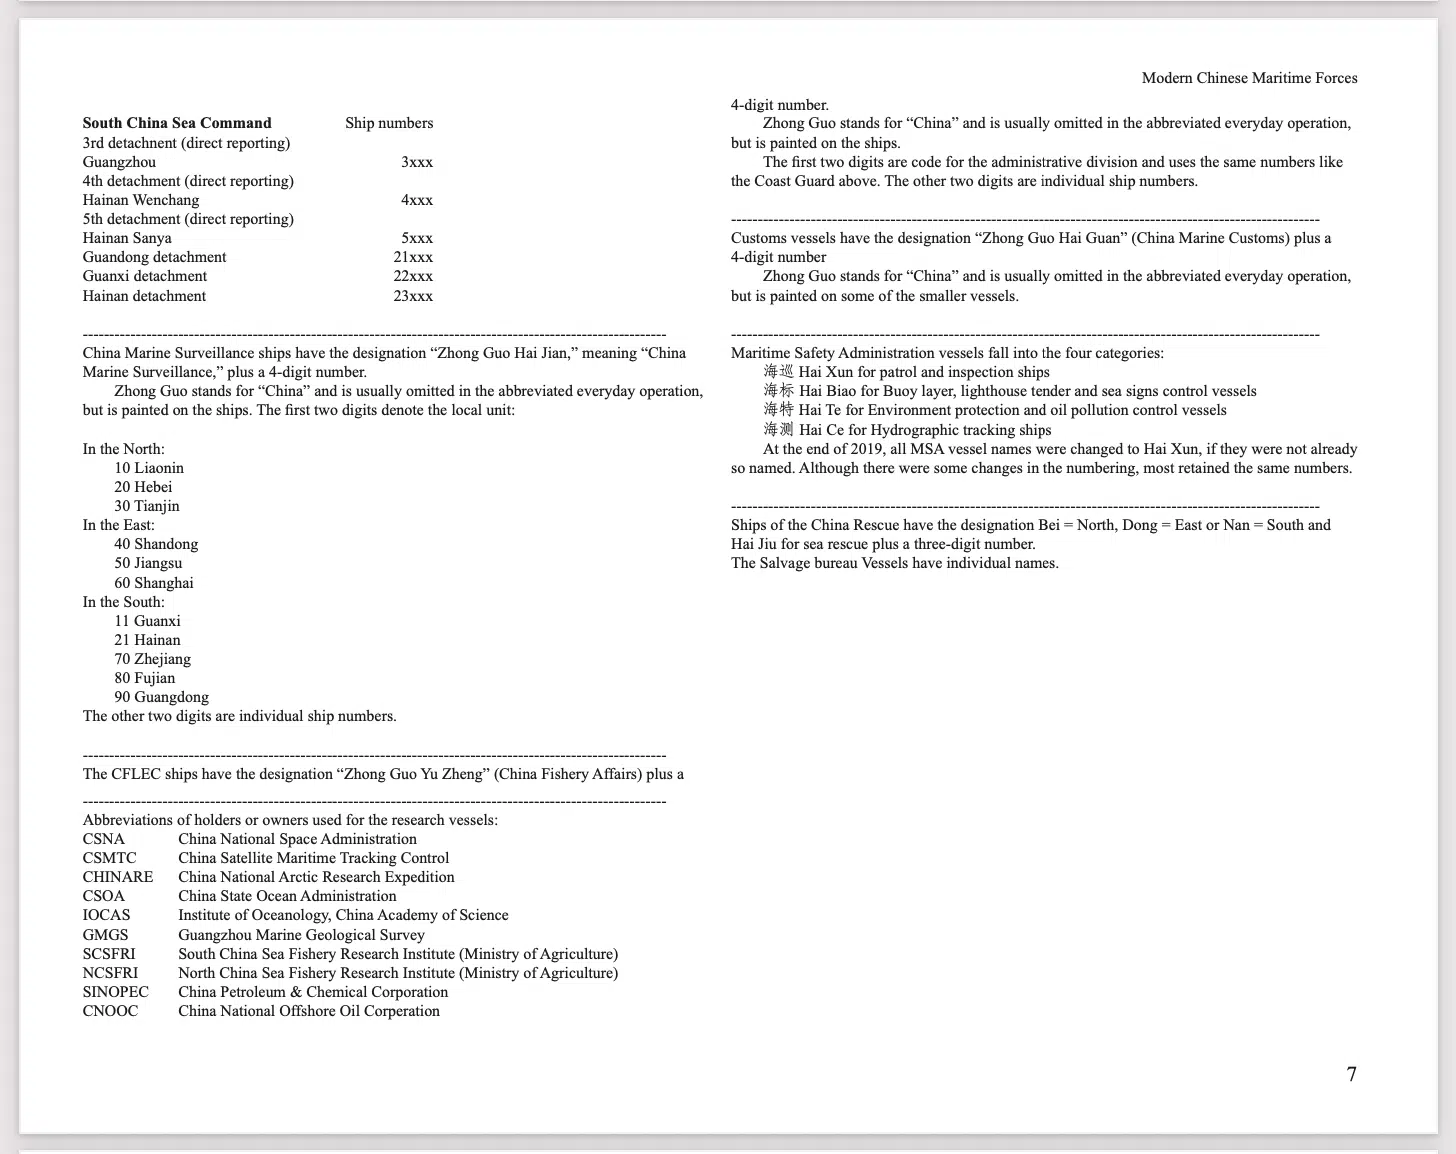 Modern Chinese Maritime Forces
South China Sea Command Ship numbers
3rd detachnent (direct reporting)
Guangzhou 3xxx
4th detachment (direct reporting)
Hainan Wenchang 4xxx
5th detachment (direct reporting)
Hainan Sanya 5xxx
Guandong detachment 21xxx
Guanxi detachment 22xxx
Hainan detachment 23xxx
China Marine Surveillance ships have the designation “Zhong Guo Hai Jian,” meaning “China
Marine Surveillance,” plus a 4-digit number.
Zhong Guo stands for “China” and is usually omitted in the abbreviated everyday operation,
but is painted on the ships. The first two digits denote the local unit:
In the North:
10 Liaonin
20 Hebei
30 Tianjin
In the East:
40 Shandong
50 Jiangsu
60 Shanghai
In the South:
11 Guanxi
21 Hainan
70 Zhejiang
80 Fujian
90 Guangdong
The other two digits are individual ship numbers.
The CFLEC ships have the designation “Zhong Guo Yu Zheng” (China Fishery Affairs) plus a
4-digit number.
Zhong Guo stands for “China” and is usually omitted in the abbreviated everyday operation,
but is painted on the ships.
The first two digits are code for the administrative division and uses the same numbers like
the Coast Guard above. The other two digits are individual ship numbers.
Customs vessels have the designation “Zhong Guo Hai Guan” (China Marine Customs) plus a
4-digit number
Zhong Guo stands for “China” and is usually omitted in the abbreviated everyday operation,
but is painted on some of the smaller vessels.
Maritime Safety Administration vessels fall into the four categories:
海巡 Hai Xun for patrol and inspection ships
海标 Hai Biao for Buoy layer, lighthouse tender and sea signs control vessels
海特 Hai Te for Environment protection and oil pollution control vessels
海测 Hai Ce for Hydrographic tracking ships
At the end of 2019, all MSA vessel names were changed to Hai Xun, if they were not already
so named. Although there were some changes in the numbering, most retained the same numbers.
Ships of the China Rescue have the designation Bei = North, Dong = East or Nan = South and
Hai Jiu for sea rescue plus a three-digit number.
The Salvage bureau Vessels have individual names.
Abbreviations of holders or owners used for the research vessels:
CSNA China National Space Administration
CSMTC China Satellite Maritime Tracking Control
CHINARE China National Arctic Research Expedition
CSOA China State Ocean Administration
IOCAS Institute of Oceanology, China Academy of Science
GMGS Guangzhou Marine Geological Survey
SCSFRI South China Sea Fishery Research Institute (Ministry of Agriculture)
NCSFRI North China Sea Fishery Research Institute (Ministry of Agriculture)
SINOPEC China Petroleum & Chemical Corporation
CNOOC China National Offshore Oil Corperation
7